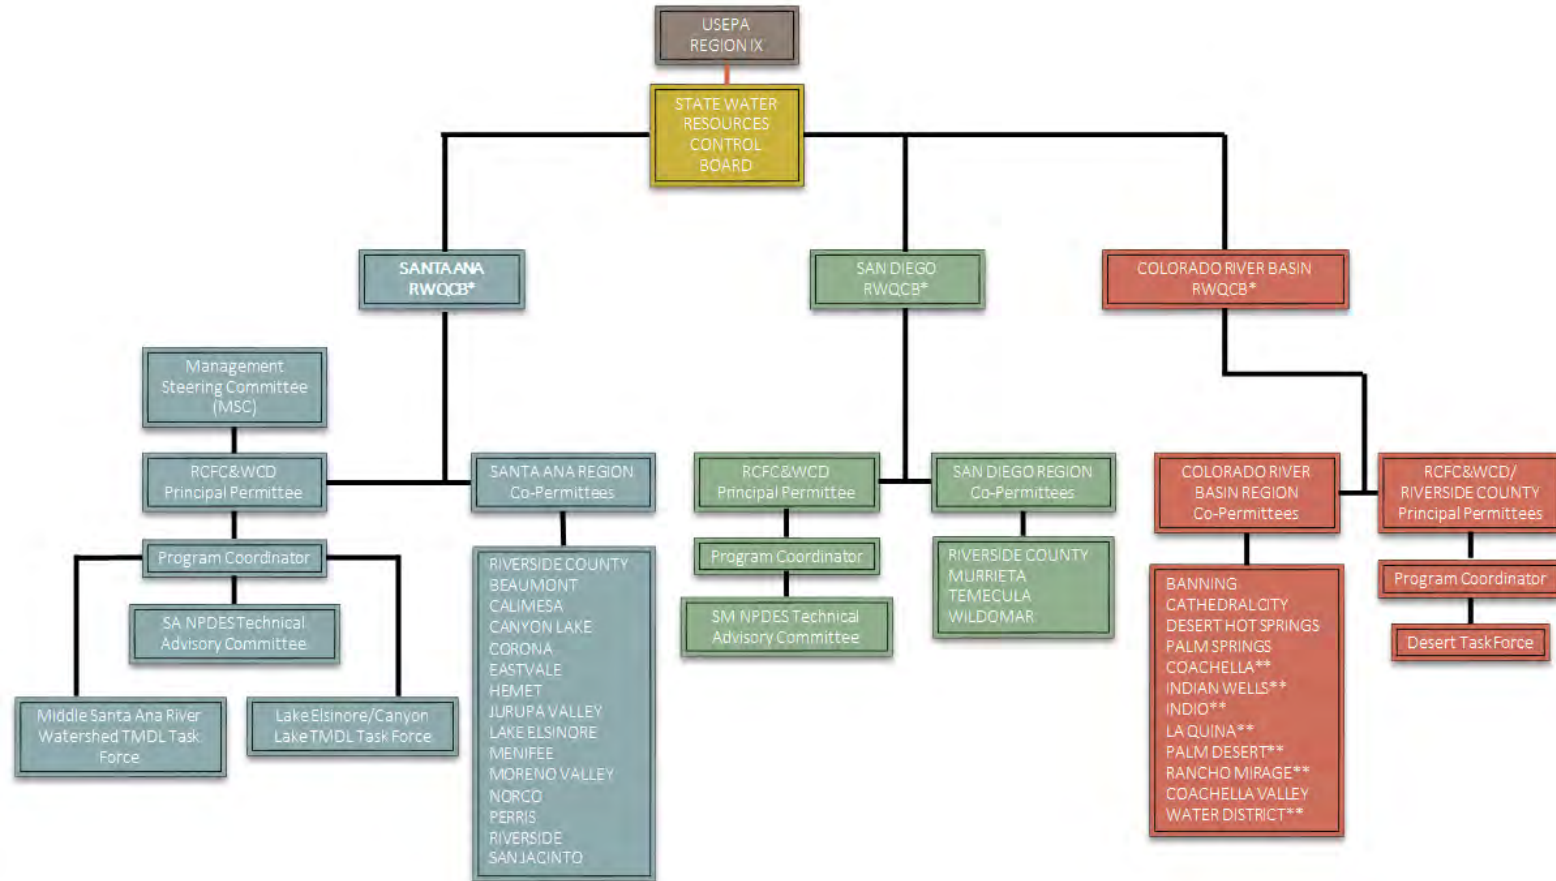 USEPA
REGION IX
STATE WATER
RESOURCES
CONTROL
BOARD
SANTA ANA
RWQCB*
SAN DIEGO
RWQCB*
COLORADO RIVER BASIN
RWQCB*
Management
Steering Committee
(MSC)
RCFC&WCD
Principal Permittee
SANTA ANA REGION
Co-Permittees
RCFC&WCD
Principal Permittee
SAN DIEGO REGION
Co-Permittees
COLORADO RIVER
BASIN REGION
Co-Permittees
RCFC&WCD/
RIVERSIDE COUNTY
Principal Permittees
Program Coordinator
SA NPDES Technical
Advisory Committee
Middle Santa Ana River
Watershed TMDL Task
Force
Lake Elsinore/Canyon
Lake TMDL Task Force
RIVERSIDE COUNTY
BEAUMONT
CALIMESA
CANYON LAKE
CORONA
EASTVALE
HEMET
JURUPA VALLEY
LAKE ELSINORE
MENIFEE
MORENO VALLEY
NORCO
PERRIS
RIVERSIDE
SAN JACINTO
Program Coordinator
SM NPDES Technical
Advisory Committee
RIVERSIDE COUNTY
MURRIETA
TEMECULA
WILDOMAR
BANNING
CATHEDRAL CITY
DESERT HOT SPRINGS
PALM SPRINGS
COACHELLA**
INDIAN WELLS**
INDIO**
LA QUINA**
PALM DESERT**
RANCHO MIRAGE**
COACHELLA VALLEY
WATER DISTRICT**
Program Coordinator
Desert Task Force